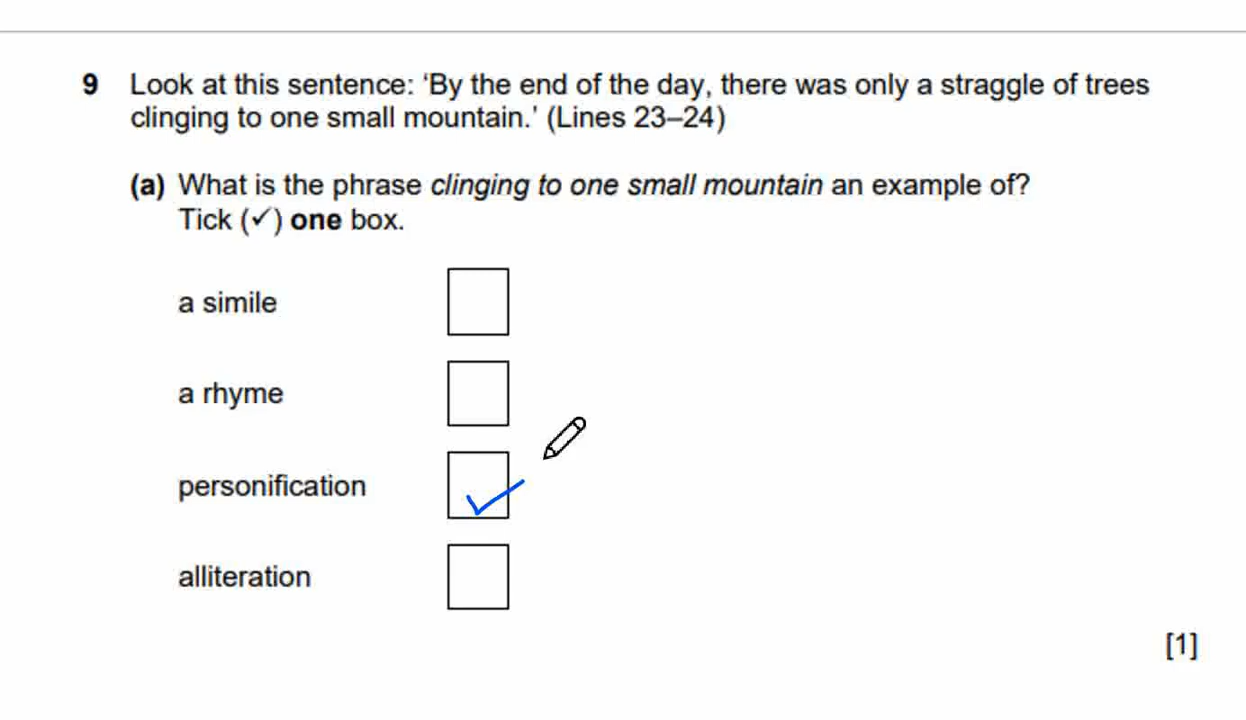 9 Look at this sentence: ‘By the end of the day, there was only a straggle of trees
clinging to one small mountain.’ (Lines 23–24)
(a) What is the phrase clinging to one small mountain an example of?
Tick (✓) one box.
a simile
a rhyme
personification
alliteration
[1]